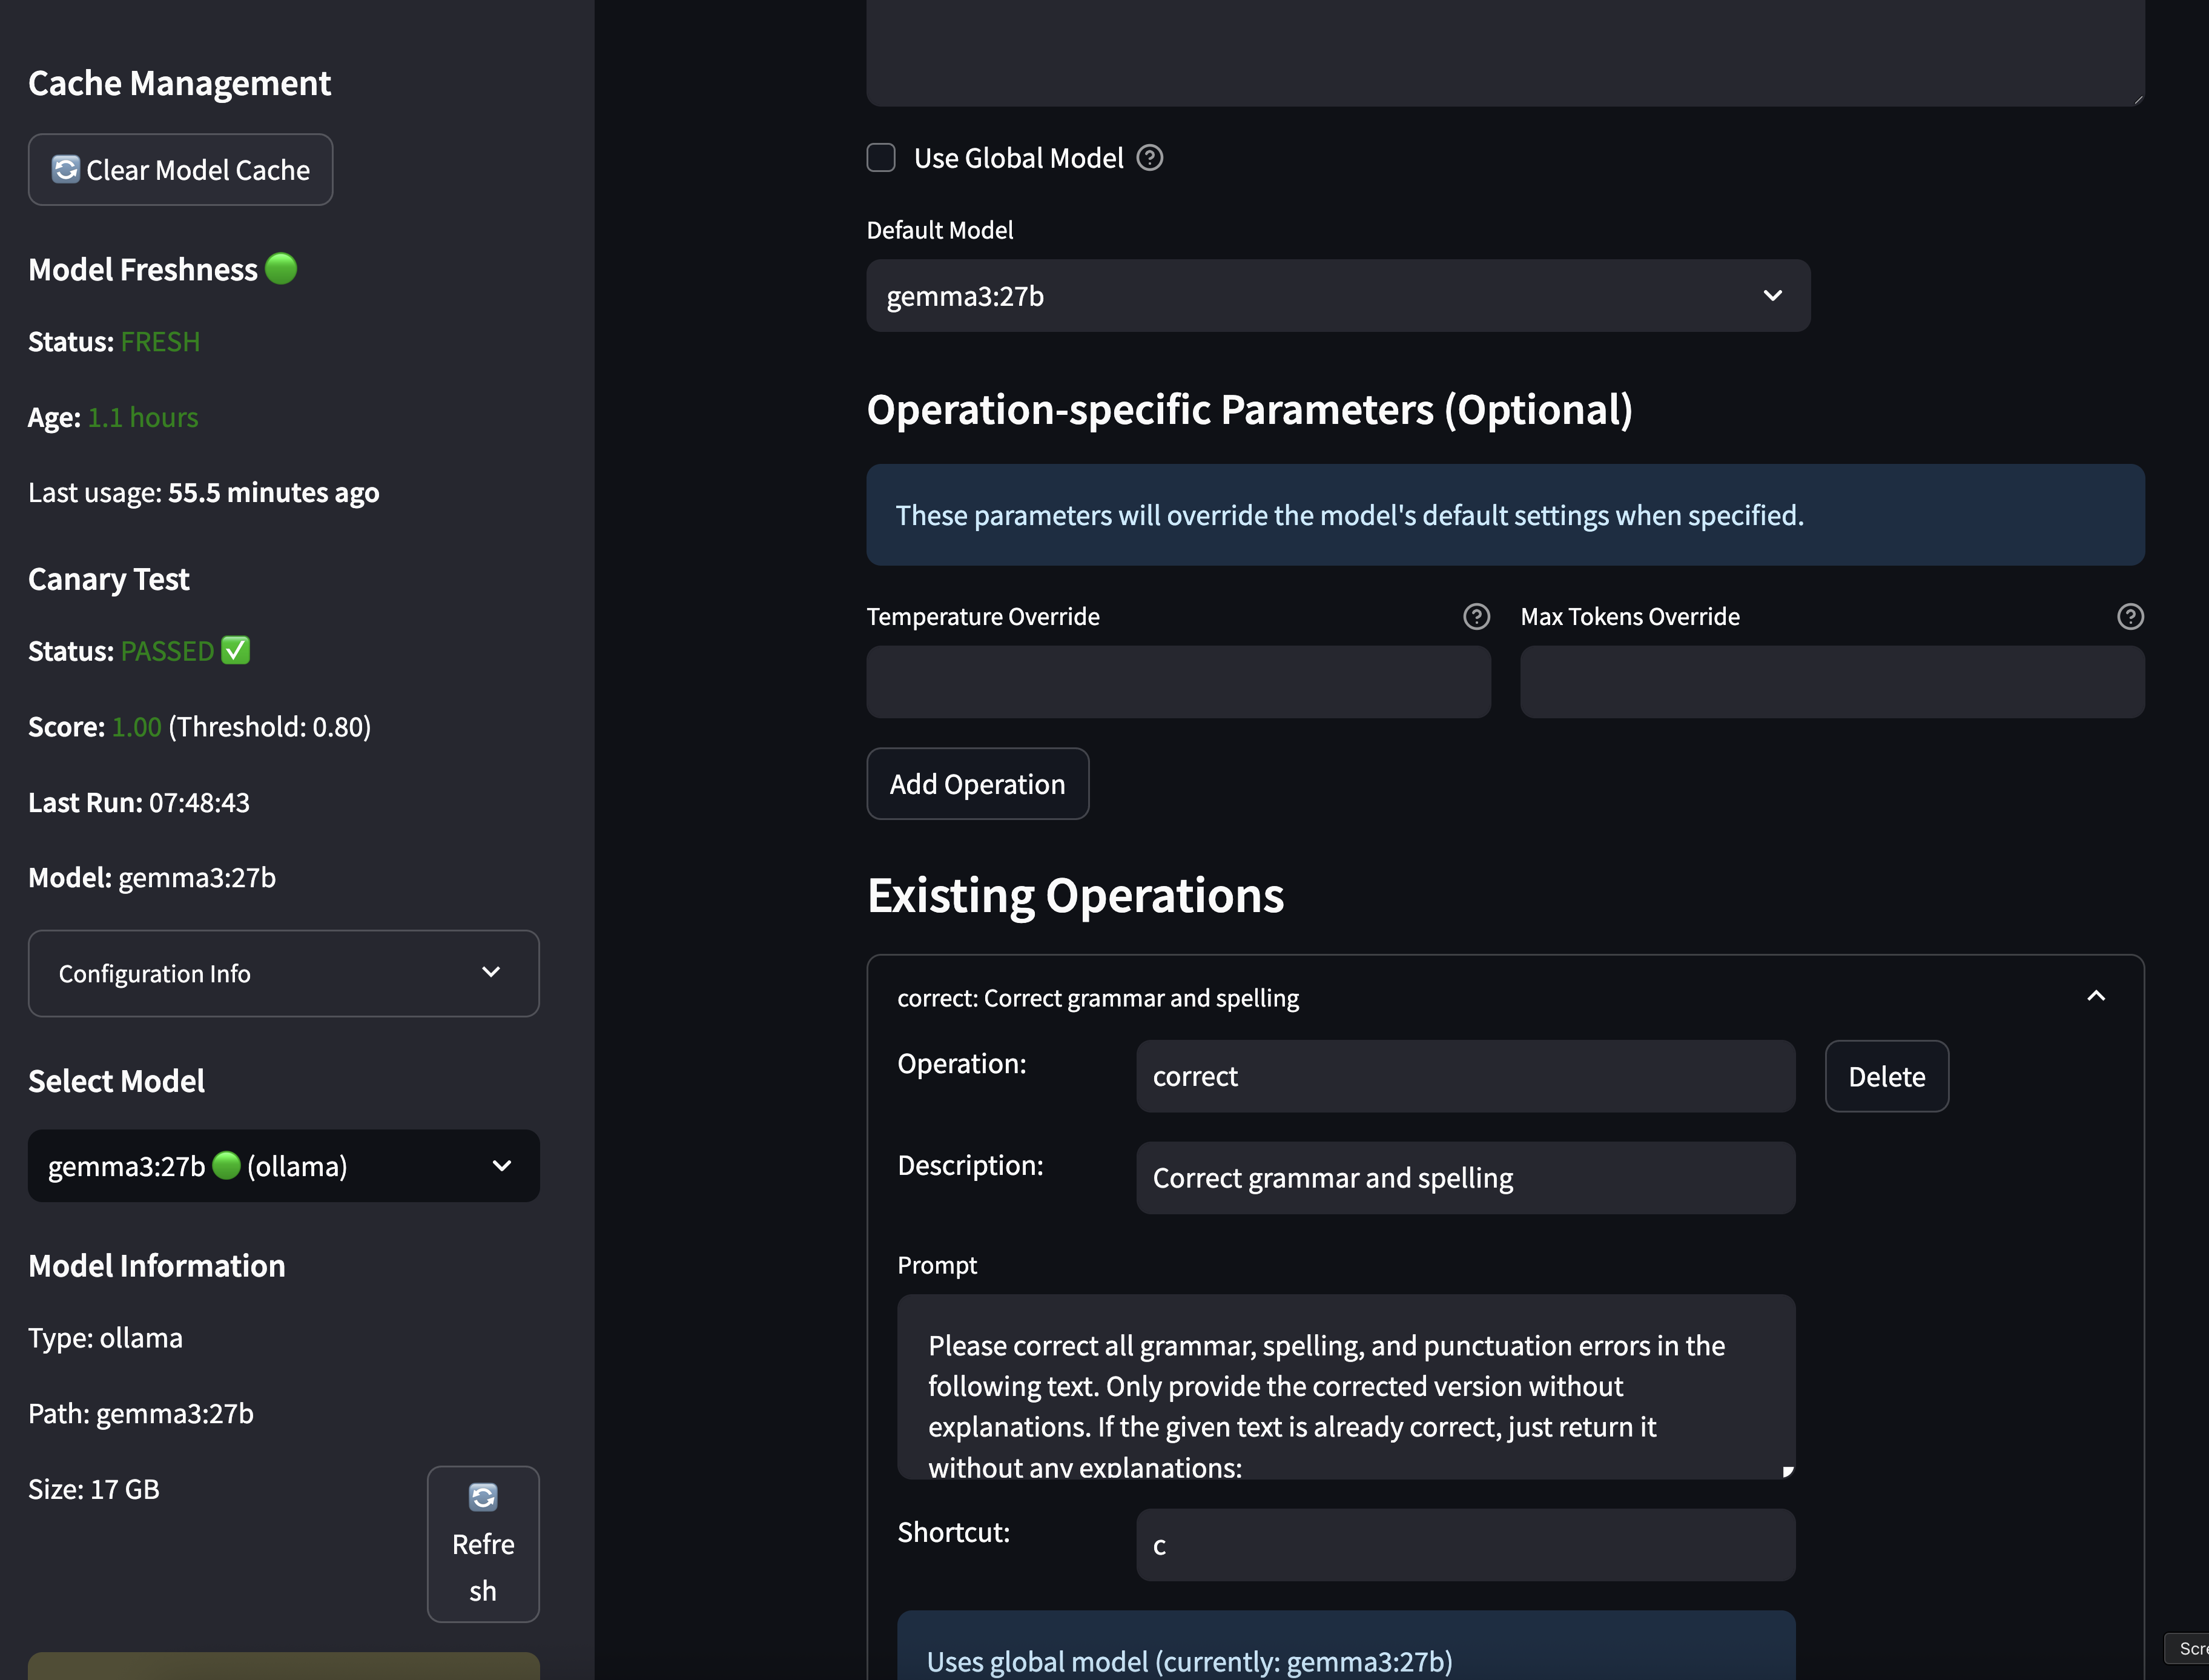 Cache Management
Clear Model Cache
Model Freshness
Status: FRESH
Age: 1.1 hours
Last usage: 55.5 minutes ago
Canary Test
Status: PASSED
Score: 1.00 (Threshold: 0.80)
Last Run: 07:48:43
Model: gemma3:27b
Configuration Info
Select Model
gemma3:27b (ollama)
Model Information
Type: ollama
Path: gemma3:27b
Size: 17 GB
Refre
sh
Use Global Model
Default Model
gemma3:27b
Operation-specific Parameters (Optional)
These parameters will override the model's default settings when specified.
Temperature Override
Max Tokens Override
Add Operation
Existing Operations
correct: Correct grammar and spelling
Operation:
correct
Delete
Description:
Correct grammar and spelling
Prompt
Please correct all grammar, spelling, and punctuation errors in the
following text. Only provide the corrected version without
explanations. If the given text is already correct, just return it
without any explanations:
Shortcut:
c
Uses global model (currently: gemma3:27b)